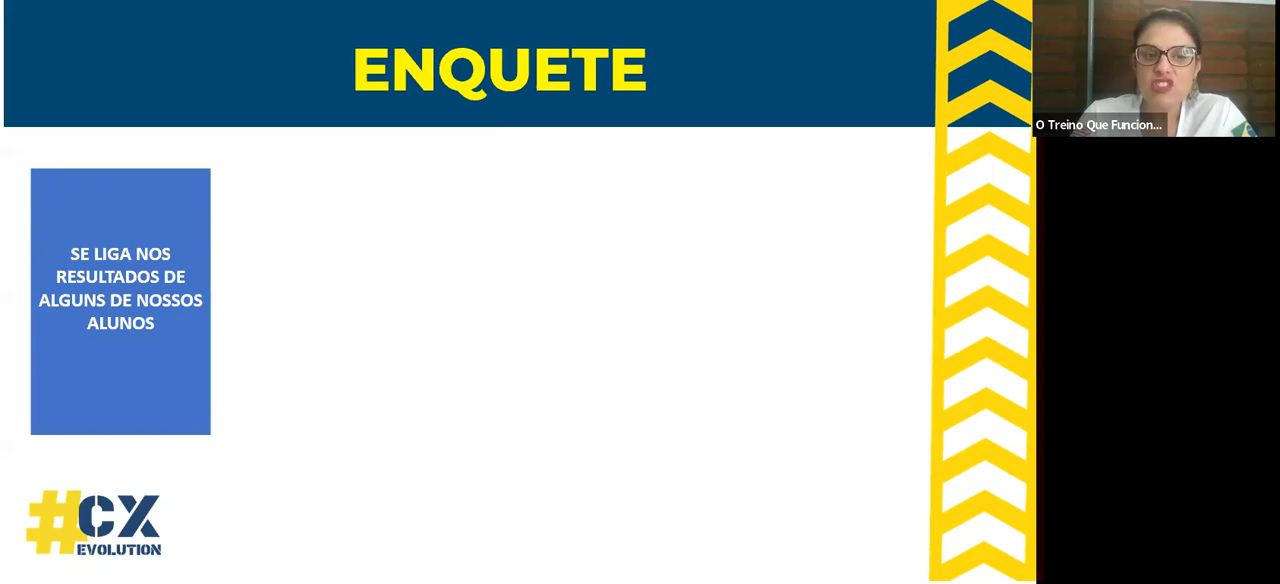 ENQUETE
O Treino Que Funcion...
SE LIGA NOS
RESULTADOS DE
ALGUNS DE NOSSOS
ALUNOS
#CX
EVOLUTION